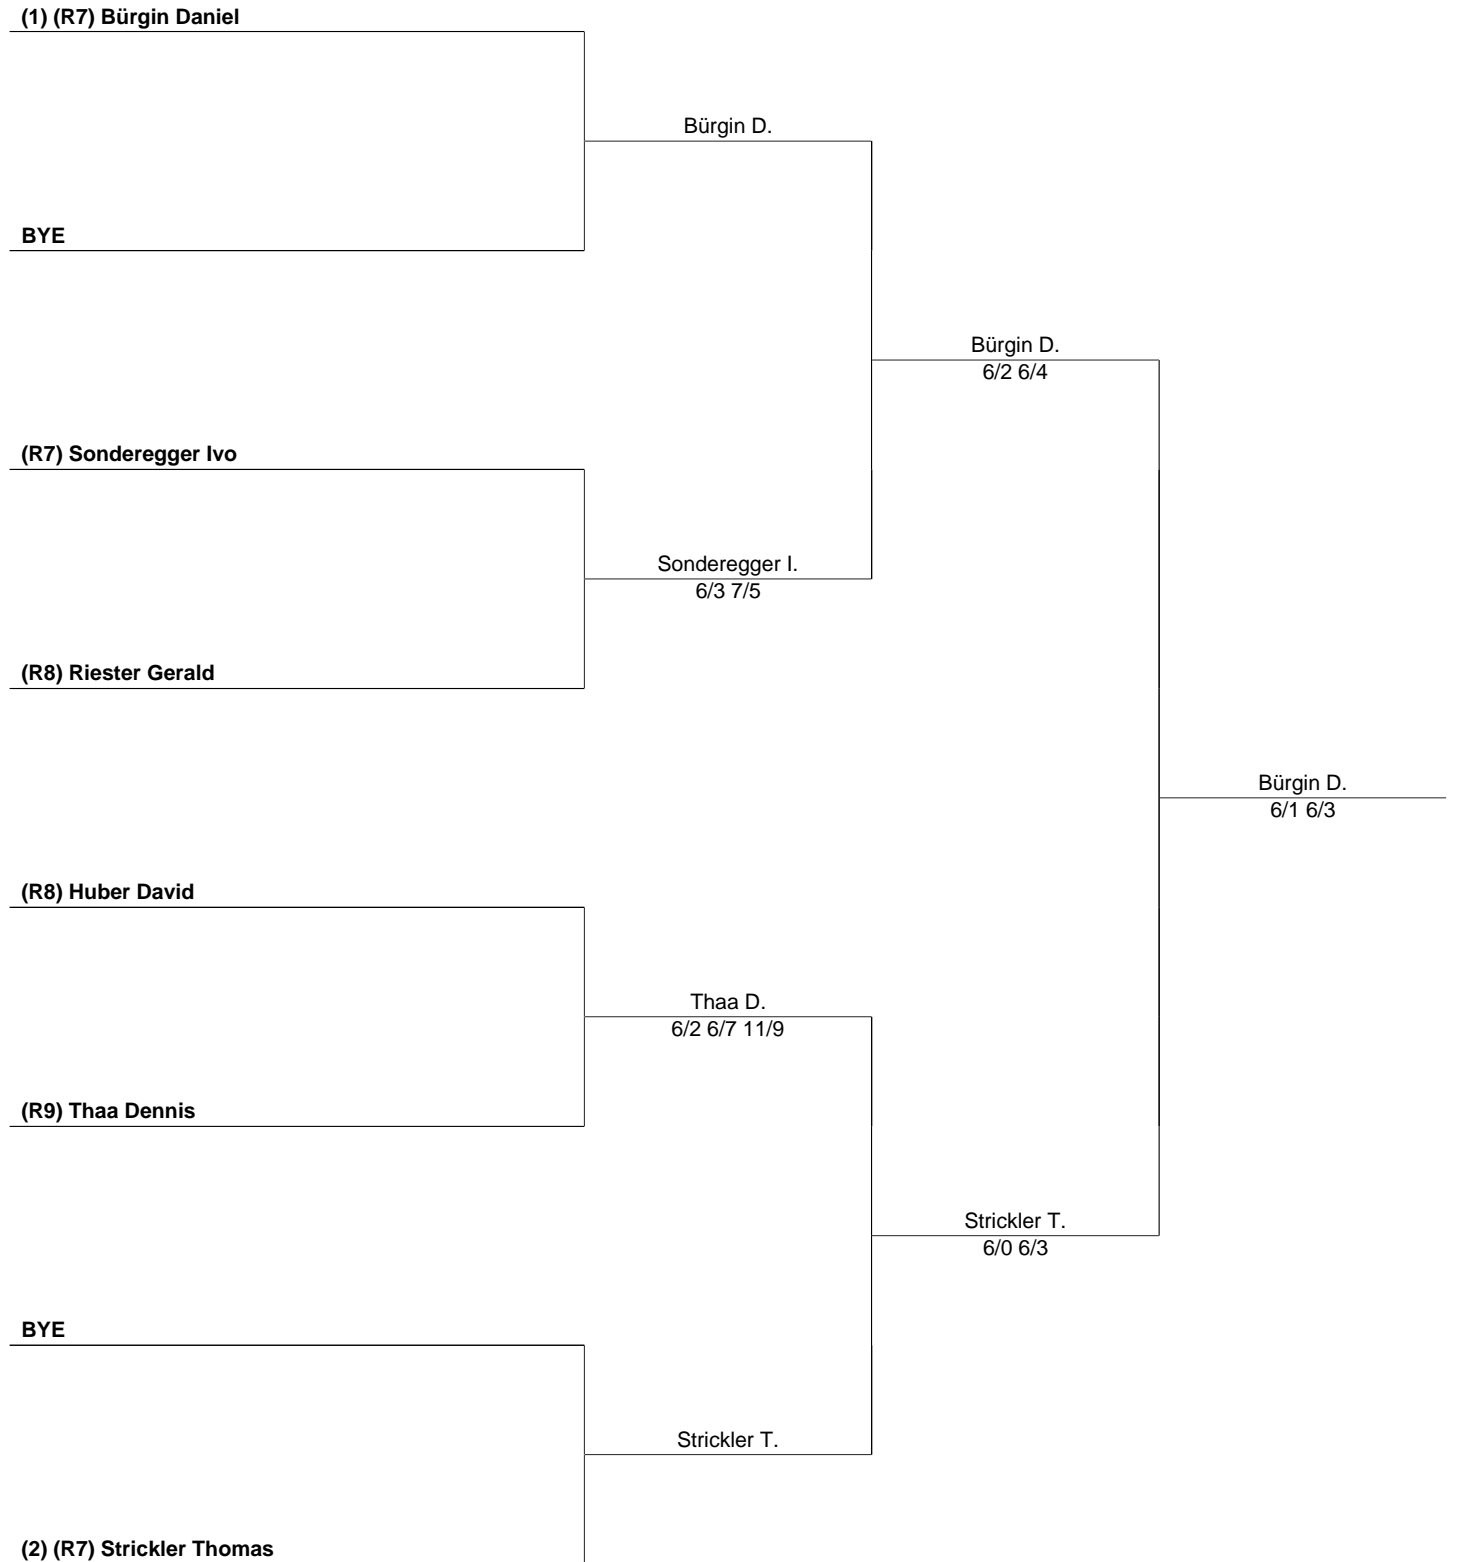 (1) (R7) Bürgin Daniel
Bürgin D.
BYE
Bürgin D.
6/2 6/4
(R7) Sonderegger Ivo
Sonderegger I.
6/3 7/5
(R8) Riester Gerald
Bürgin D.
6/1 6/3
(R8) Huber David
Thaa D.
6/2 6/7 11/9
(R9) Thaa Dennis
Strickler T.
6/0 6/3
BYE
Strickler T.
(2) (R7) Strickler Thomas